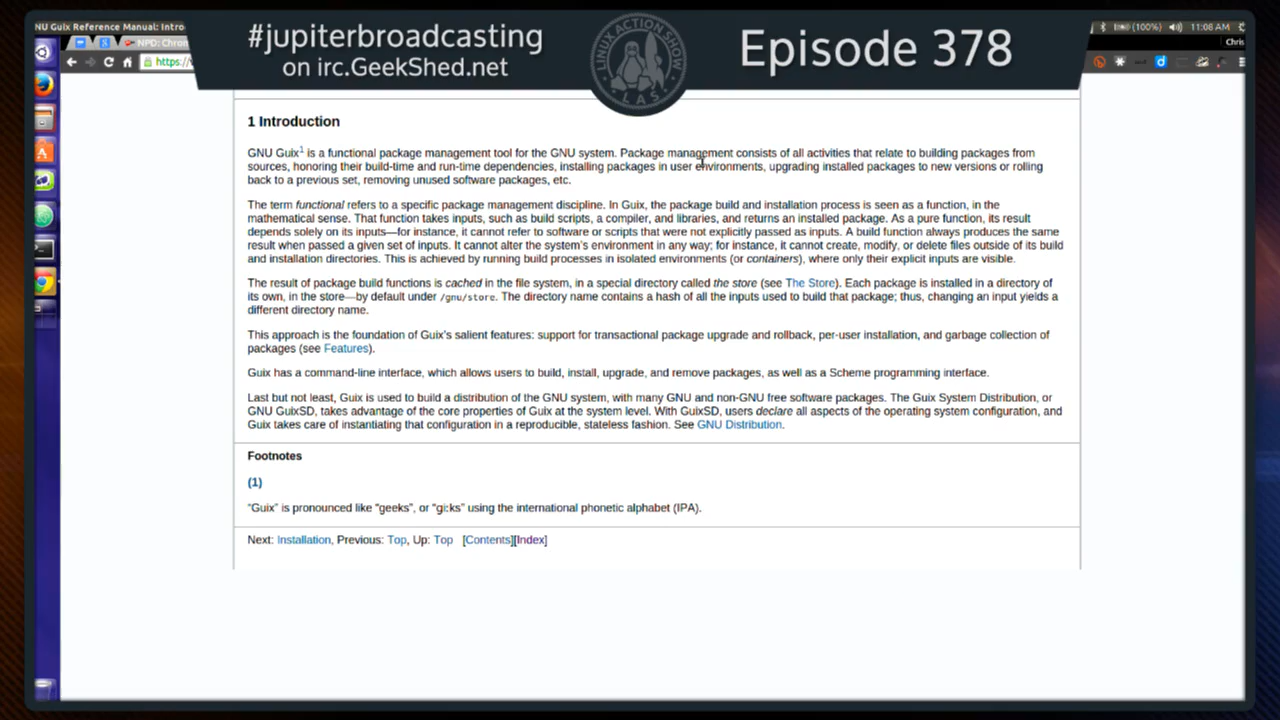 NU Guix Reference Manual: Intro
#jupiterbroadcasting
on irc.GeekShed.net
LINUX ACTION SHOW
L A S
Episode 378
(100%) 11:08 AM
NPD: Chron
Chris
https://
1 Introduction
GNU Guix1 is a functional package management tool for the GNU system. Package management consists of all activities that relate to building packages from
sources, honoring their build-time and run-time dependencies, installing packages in user environments, upgrading installed packages to new versions or rolling
back to a previous set, removing unused software packages, etc.
The term functional refers to a specific package management discipline. In Guix, the package build and installation process is seen as a function, in the
mathematical sense. That function takes inputs, such as build scripts, a compiler, and libraries, and returns an installed package. As a pure function, its result
depends solely on its inputs—for instance, it cannot refer to software or scripts that were not explicitly passed as inputs. A build function always produces the same
result when passed a given set of inputs. It cannot alter the system's environment in any way; for instance, it cannot create, modify, or delete files outside of its build
and installation directories. This is achieved by running build processes in isolated environments (or containers), where only their explicit inputs are visible.
The result of package build functions is cached in the file system, in a special directory called the store (see The Store). Each package is installed in a directory of
its own, in the store—by default under /gnu/store. The directory name contains a hash of all the inputs used to build that package; thus, changing an input yields a
different directory name.
This approach is the foundation of Guix's salient features: support for transactional package upgrade and rollback, per-user installation, and garbage collection of
packages (see Features).
Guix has a command-line interface, which allows users to build, install, upgrade, and remove packages, as well as a Scheme programming interface.
Last but not least, Guix is used to build a distribution of the GNU system, with many GNU and non-GNU free software packages. The Guix System Distribution, or
GNU GuixSD, takes advantage of the core properties of Guix at the system level. With GuixSD, users declare all aspects of the operating system configuration, and
Guix takes care of instantiating that configuration in a reproducible, stateless fashion. See GNU Distribution.
Footnotes
(1)
“Guix” is pronounced like “geeks”, or “giːks” using the international phonetic alphabet (IPA).
Next: Installation, Previous: Top, Up: Top [Contents][Index]